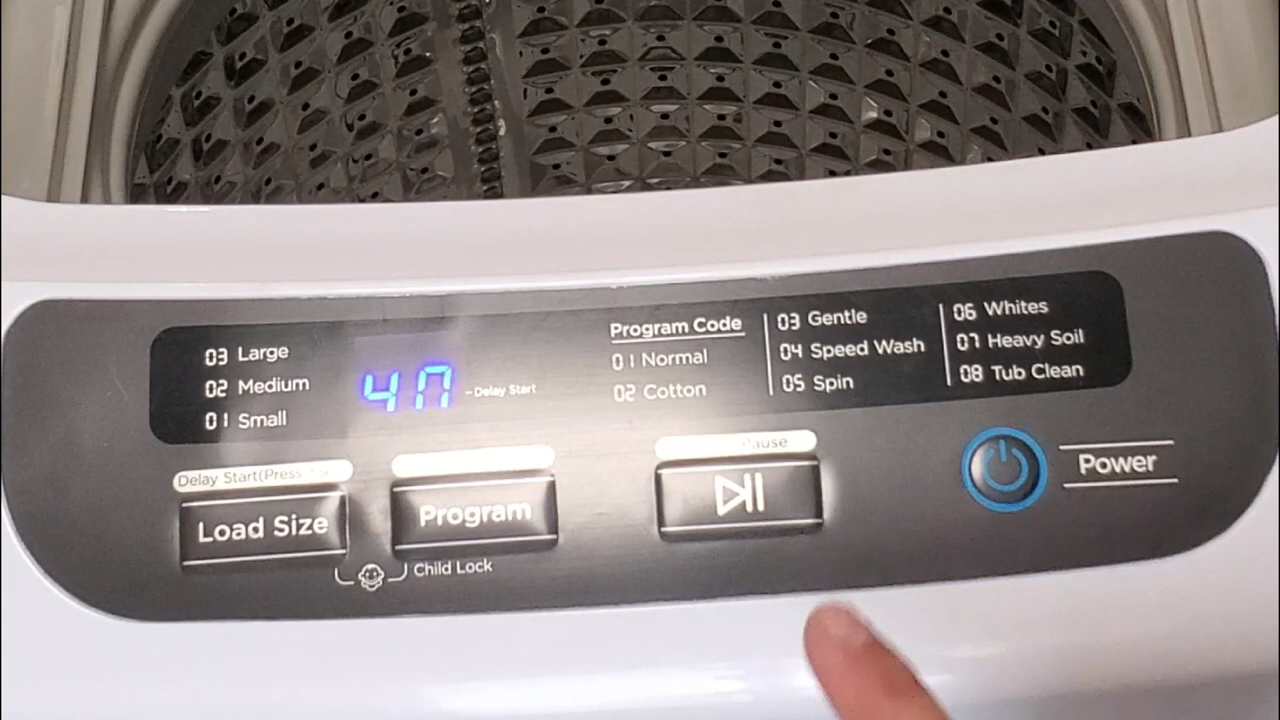 03 Large
02 Medium
01 Small
47
Delay Start
Program Code
01 Normal
02 Cotton
03 Gentle
04 Speed Wash
05 Spin
06 Whites
07 Heavy Soil
08 Tub Clean
Delay Start(Press
Load Size
Program
Child Lock
Power